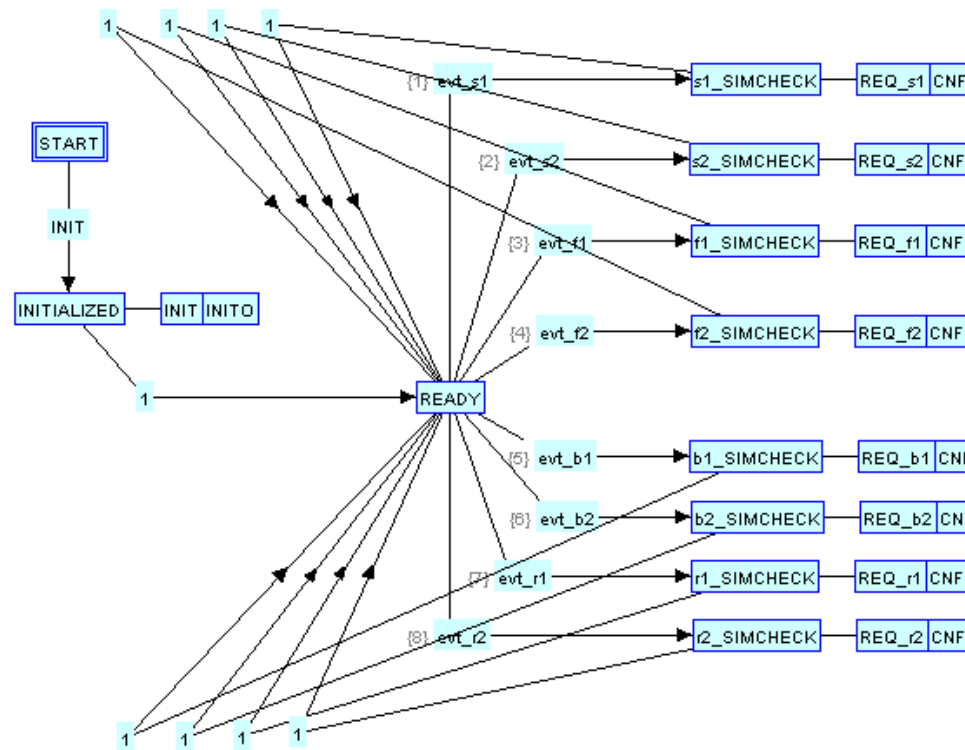 1 1 1 1
{1} evt_s1 s1_SIMCHECK REQ_s1 CNF
START
{2} evt_s2 s2_SIMCHECK REQ_s2 CNF
INIT
{3} evt_f1 f1_SIMCHECK REQ_f1 CNF
INITIALIZED INIT INITO
{4} evt_f2 f2_SIMCHECK REQ_f2 CNF
1 READY
{5} evt_b1 b1_SIMCHECK REQ_b1 CNF
{6} evt_b2 b2_SIMCHECK REQ_b2 CN
{7} evt_r1 r1_SIMCHECK REQ_r1 CNF
{8} evt_r2 r2_SIMCHECK REQ_r2 CNF
1 1 1 1